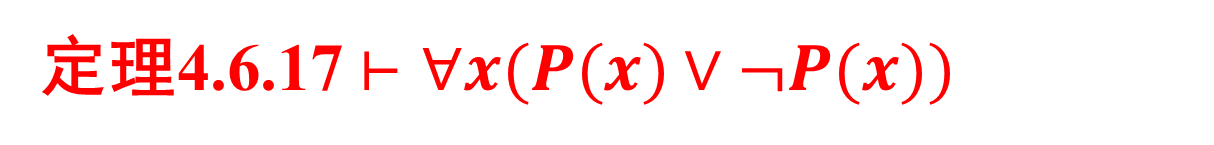 定理4.6.17 ⊢ ∀x(P(x) ∨ ¬P(x))